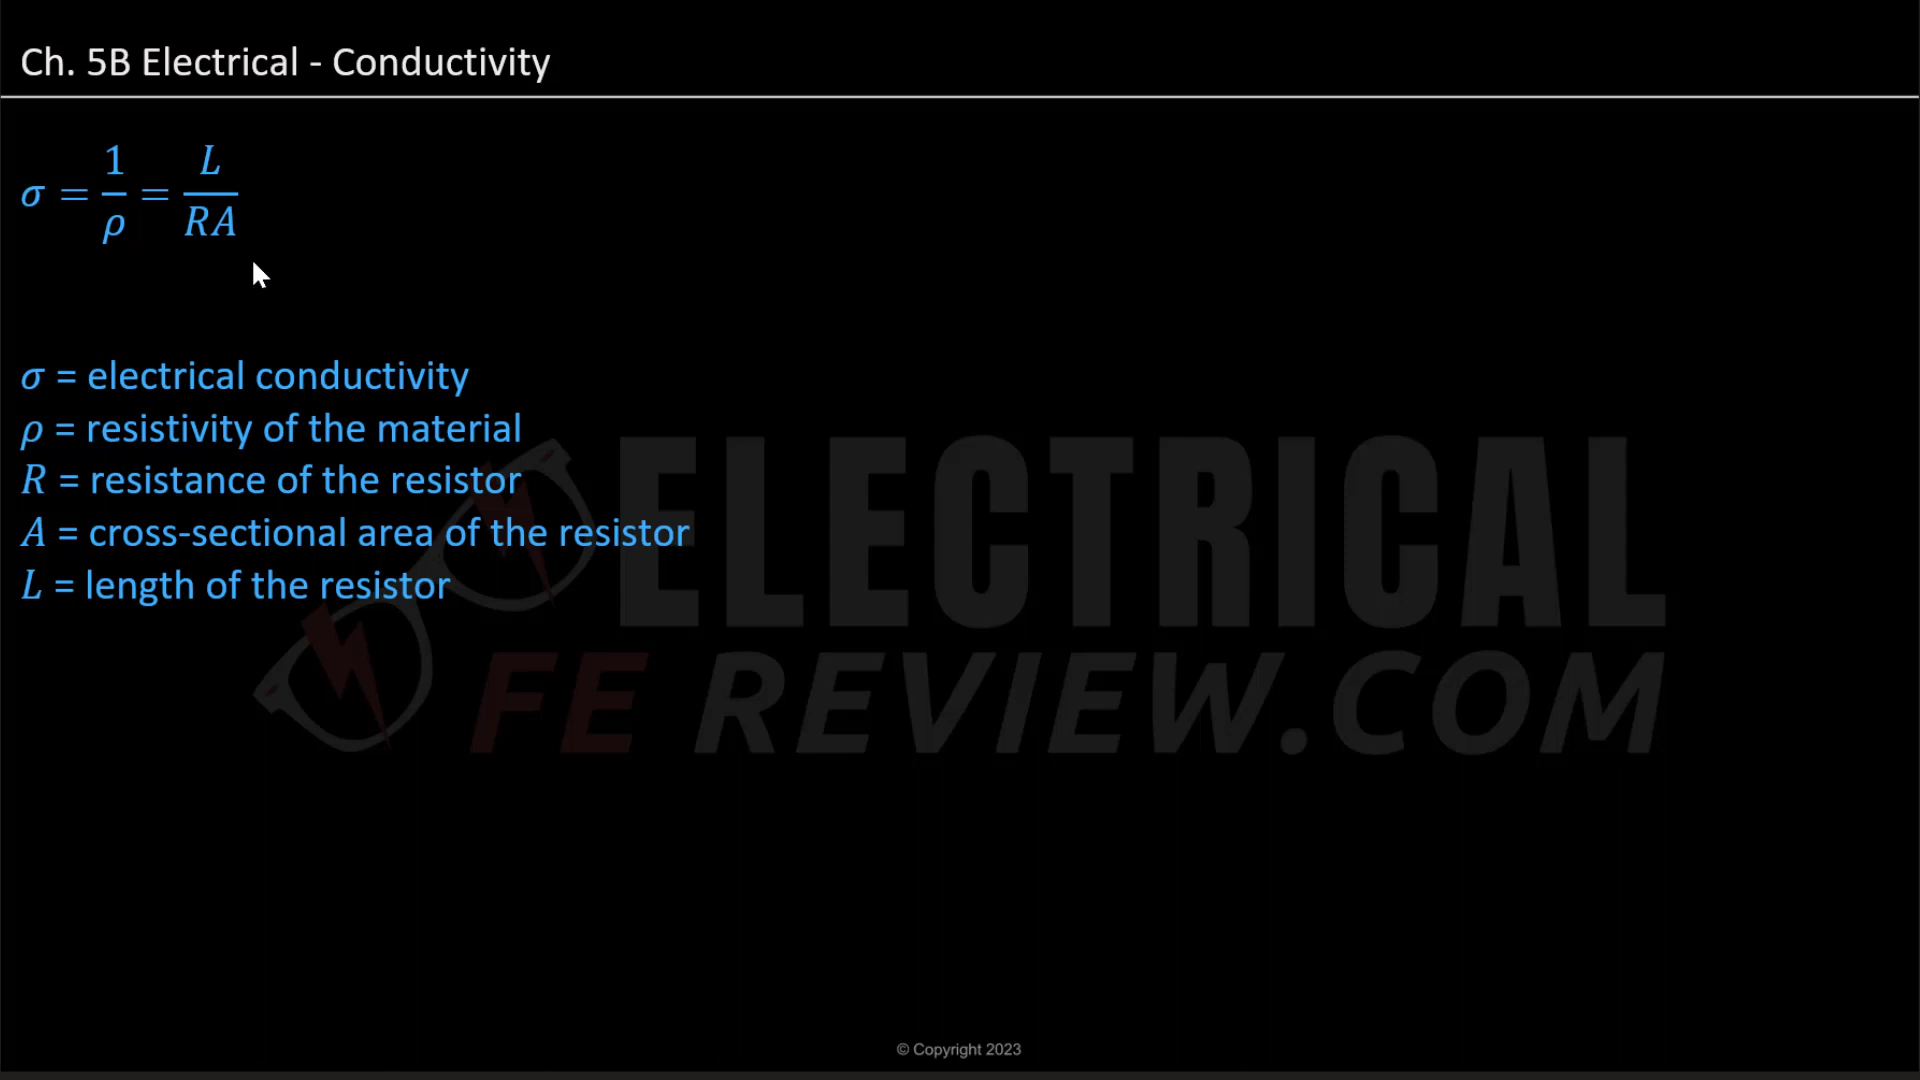 Ch. 5B Electrical - Conductivity
σ = 1/ρ = L/RA
σ = electrical conductivity
ρ = resistivity of the material
R = resistance of the resistor
A = cross-sectional area of the resistor
L = length of the resistor
ELECTRICAL
FE REVIEW.COM
© Copyright 2023